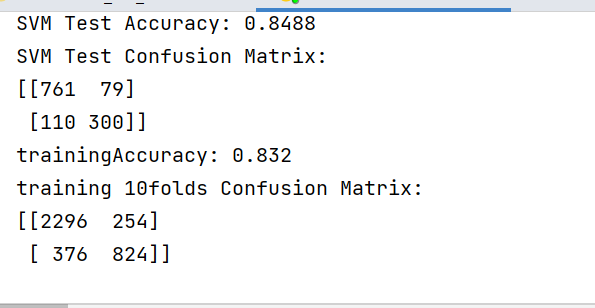 SVM Test Accuracy: 0.8488
SVM Test Confusion Matrix:
[[761  79]
 [110 300]]
trainingAccuracy: 0.832
training 10folds Confusion Matrix:
[[2296  254]
 [ 376  824]]